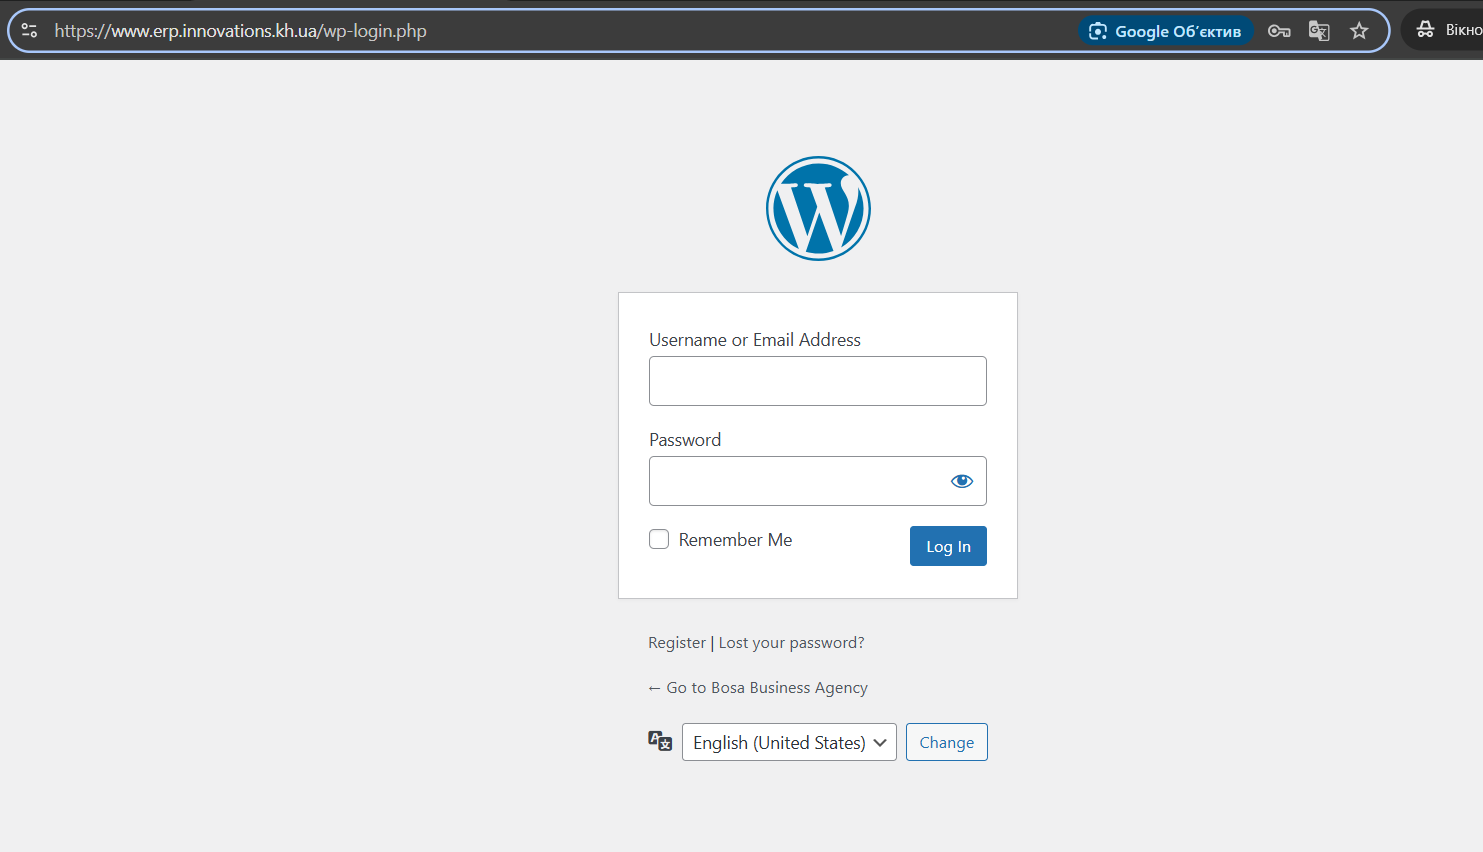 https://www.erp.innovations.kh.ua/wp-login.php
Google Об’єктив
Вікно
Username or Email Address
Password
Remember Me
Log In
Register | Lost your password?
← Go to Bosa Business Agency
English (United States)
Change